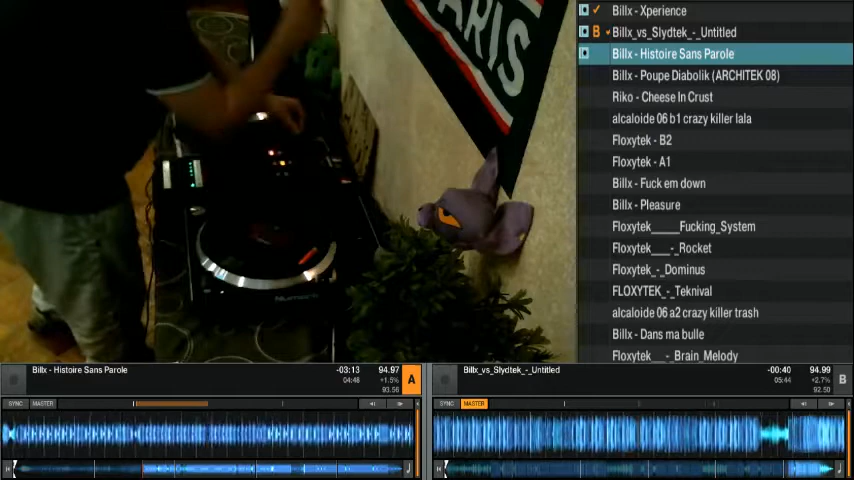 PARIS
Numark
Billx - Xperience
B Billx_vs_Slydtek_-_Untitled
Billx - Histoire Sans Parole
Billx - Poupe Diabolik (ARCHITEK 08)
Riko - Cheese In Crust
alcaloide 06 b1 crazy killer lala
Floxytek - B2
Floxytek - A1
Billx - Fuck em down
Billx - Pleasure
Floxytek_____Fucking_System
Floxytek___-_Rocket
Floxytek_-_Dominus
FLOXYTEK_-_Teknival
alcaloide 06 a2 crazy killer trash
Billx - Dans ma bulle
Floxytek___-_Brain_Melody
Billx - Histoire Sans Parole -03:13 94.97 A
04:48 +1.5%
93.56
SYNC MASTER
Billx_vs_Slydtek_-_Untitled -00:40 94.99 B
05:44 +2.7%
92.50
SYNC MASTER